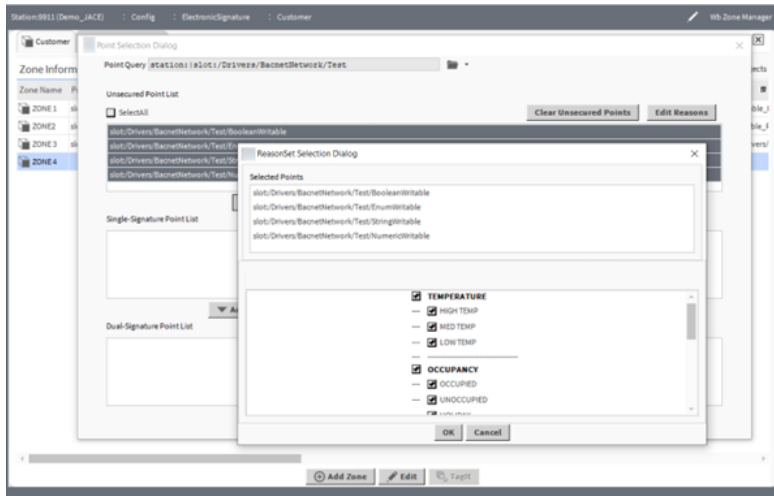 Station:9911 (Demo_JACE) : Config : ElectronicSignature : Customer Wb Zone Manager
Customer
Point Selection Dialog
Zone Inform
Point Query station:|slot:/Drivers/BacnetNetwork/Test
ects
Zone Name
Unsecured Point List
ZONE1
SelectAll
Clear Unsecured Points Edit Reasons
ZONE2
slot:/Drivers/BacnetNetwork/Test/BooleanWritable
ZONE3
vers/
ZONE4
ReasonSet Selection Dialog
Selected Points
slot:/Drivers/BacnetNetwork/Test/BooleanWritable
slot:/Drivers/BacnetNetwork/Test/EnumWritable
slot:/Drivers/BacnetNetwork/Test/StringWritable
slot:/Drivers/BacnetNetwork/Test/NumericWritable
Single-Signature Point List
TEMPERATURE
HIGH TEMP
MED TEMP
LOW TEMP
OCCUPANCY
OCCUPIED
UNOCCUPIED
HOLIDAY
Dual-Signature Point List
OK Cancel
Add Zone Edit TagIt